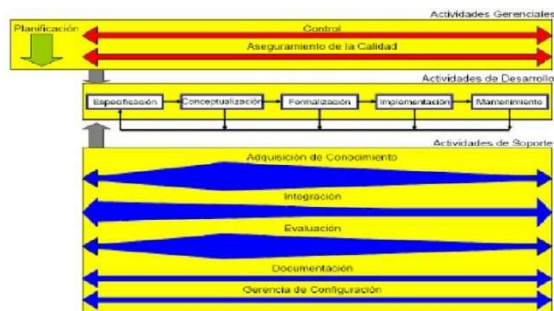 Actividades Gerenciales
Planificación
Control
Aseguramiento de la Calidad
Actividades de Desarrollo
Especificación
Conceptualización
Formalización
Implementación
Mantenimiento
Actividades de Soporte
Adquisición de Conocimiento
Integración
Evaluación
Documentación
Gerencia de Configuración